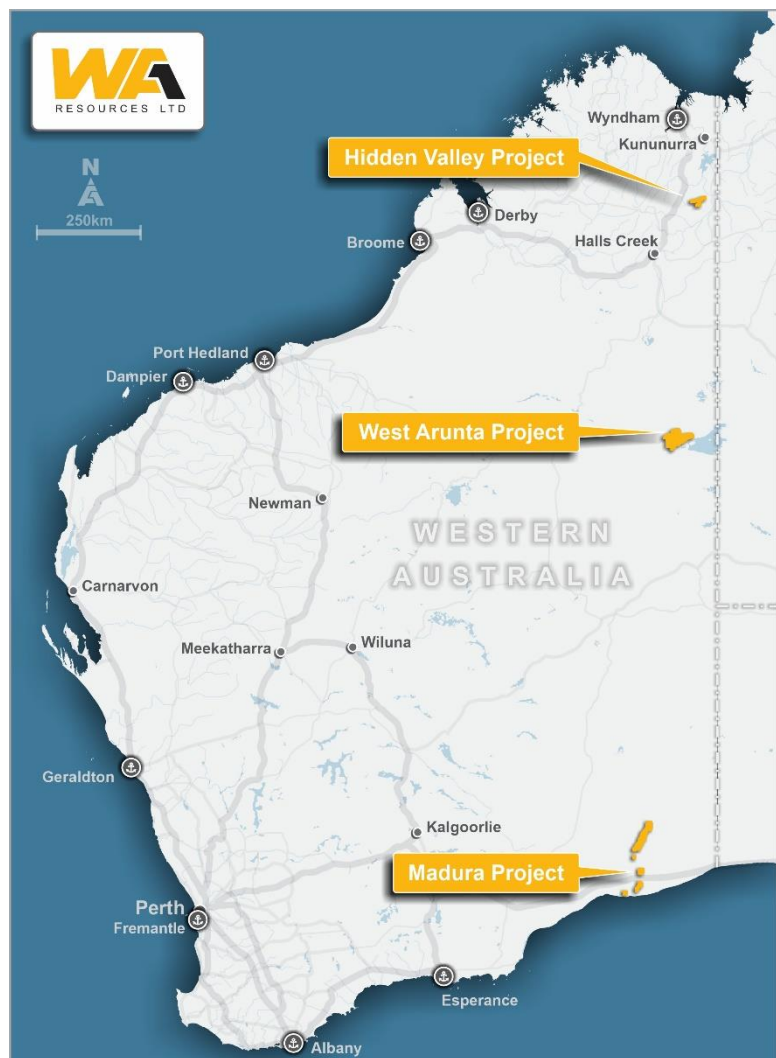 WA
RESOURCES LTD
N
250km
Wyndham
Kununurra
Hidden Valley Project
Derby
Broome
Halls Creek
Port Hedland
Dampier
West Arunta Project
Newman
WESTERN
AUSTRALIA
Carnarvon
Meekatharra
Wiluna
Geraldton
Kalgoorlie
Madura Project
Perth
Fremantle
Esperance
Albany